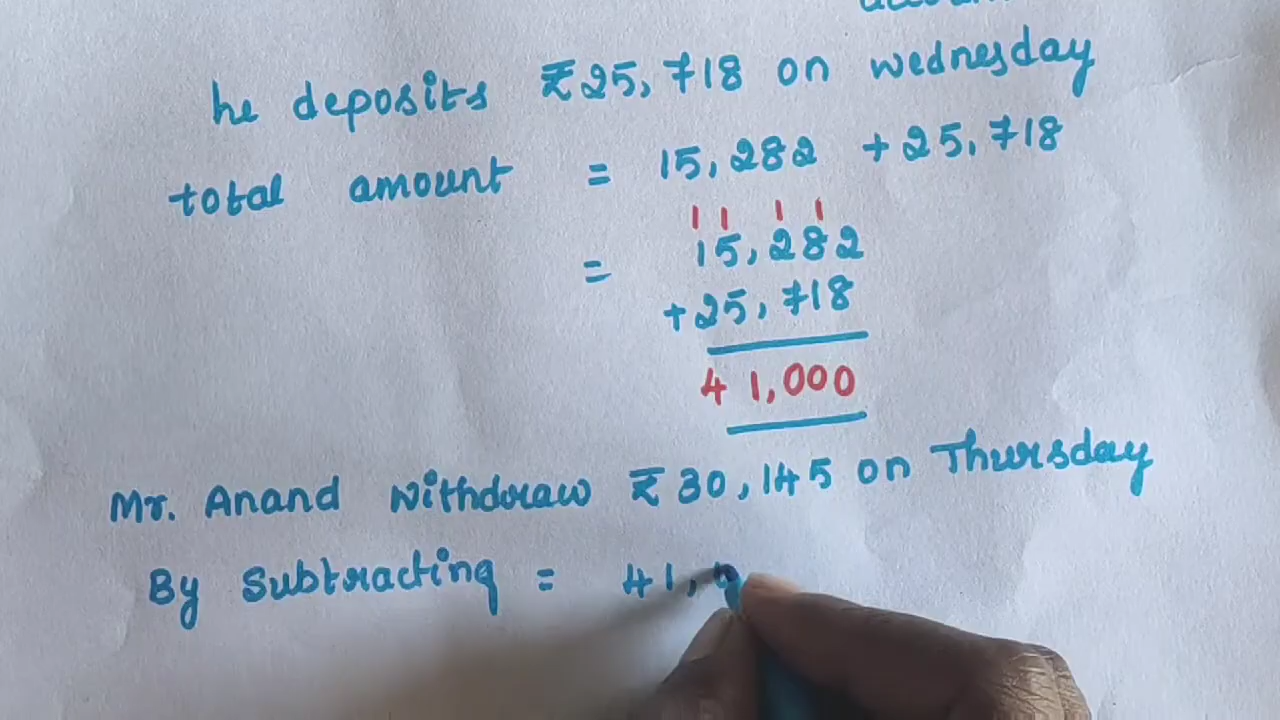 he deposits ₹25,718 on wednesday
total amount = 15,282 + 25,718
1 1 1 1
= 15,282
+25,718
41,000
Mr. Anand withdraw ₹30,145 on Thursday
By Subtracting = 41,0